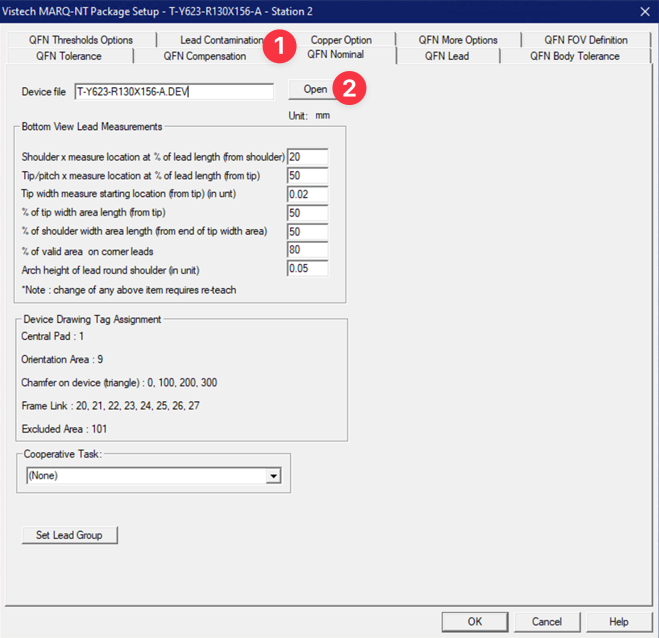 Vistech MARQ-NT Package Setup - T-Y623-R130X156-A - Station 2
QFN Thresholds Options Lead Contamination Copper Option QFN More Options QFN FOV Definition
QFN Tolerance QFN Compensation 1 QFN Nominal QFN Lead QFN Body Tolerance
Device file T-Y623-R130X156-A.DEV Open 2
Unit: mm
Bottom View Lead Measurements
Shoulder x measure location at % of lead length (from shoulder) 20
Tip/pitch x measure location at % of lead length (from tip) 50
Tip width measure starting location (from tip) (in unt) 0.02
% of tip width area length (from tip) 50
% of shoulder width area length (from end of tip width area) 50
% of valid area on corner leads 80
Arch height of lead round shoulder (in unit) 0.05
*Note : change of any above item requires re-teach
Device Drawing Tag Assignment
Central Pad : 1
Orientation Area : 9
Chamfer on device (triangle) : 0, 100, 200, 300
Frame Link : 20, 21, 22, 23, 24, 25, 26, 27
Excluded Area : 101
Cooperative Task:
(None)
Set Lead Group
OK Cancel Help